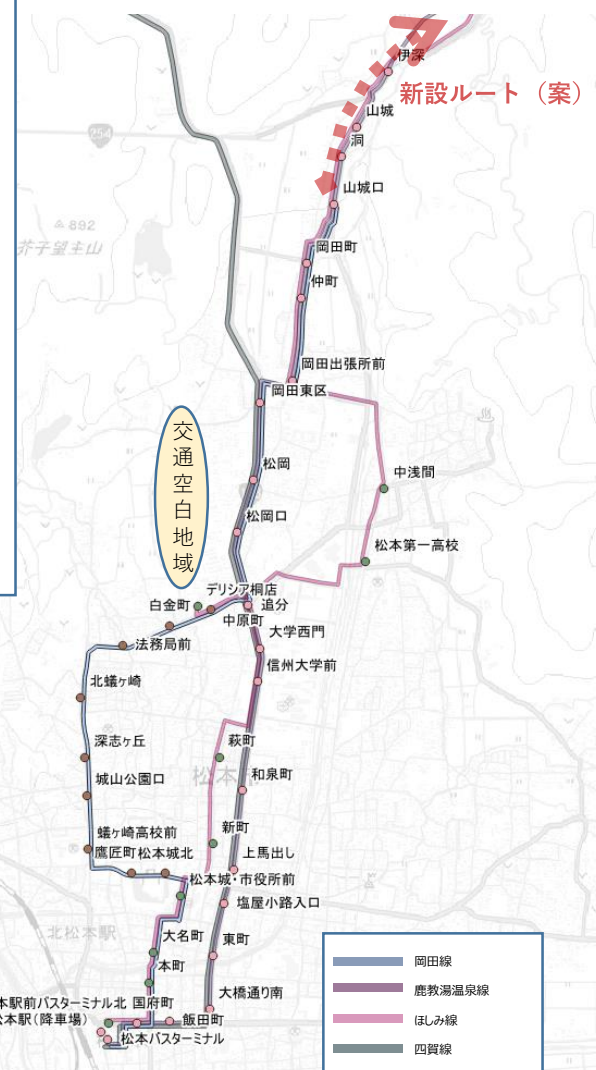 伊深
新設ルート（案）
山城
洞
254
山城口
892
芥子望主山
岡田町
仲町
岡田出張所前
岡田東区
交通空白地域
松岡
中浅間
松岡口
松本第一高校
デリシア桐店
白金町
追分
中原町
大学西門
法務局前
信州大学前
北蟻ヶ崎
深志ヶ丘
萩町
松本
和泉町
城山公園口
新町
蟻ヶ崎高校前
鷹匠町
松本城北
上馬出し
松本城・市役所前
塩屋小路入口
北松本駅
大名町
東町
本町
大橋通り南
本駅前バスターミナル北
国府町
松本駅（降車場）
飯田町
松本バスターミナル
岡田線
鹿教湯温泉線
ほしみ線
四賀線